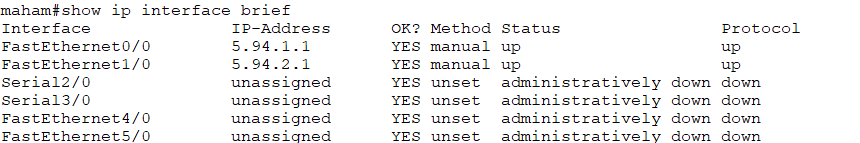 maham#show ip interface brief
Interface IP-Address OK? Method Status Protocol
FastEthernet0/0 5.94.1.1 YES manual up up
FastEthernet1/0 5.94.2.1 YES manual up up
Serial2/0 unassigned YES unset administratively down down
Serial3/0 unassigned YES unset administratively down down
FastEthernet4/0 unassigned YES unset administratively down down
FastEthernet5/0 unassigned YES unset administratively down down